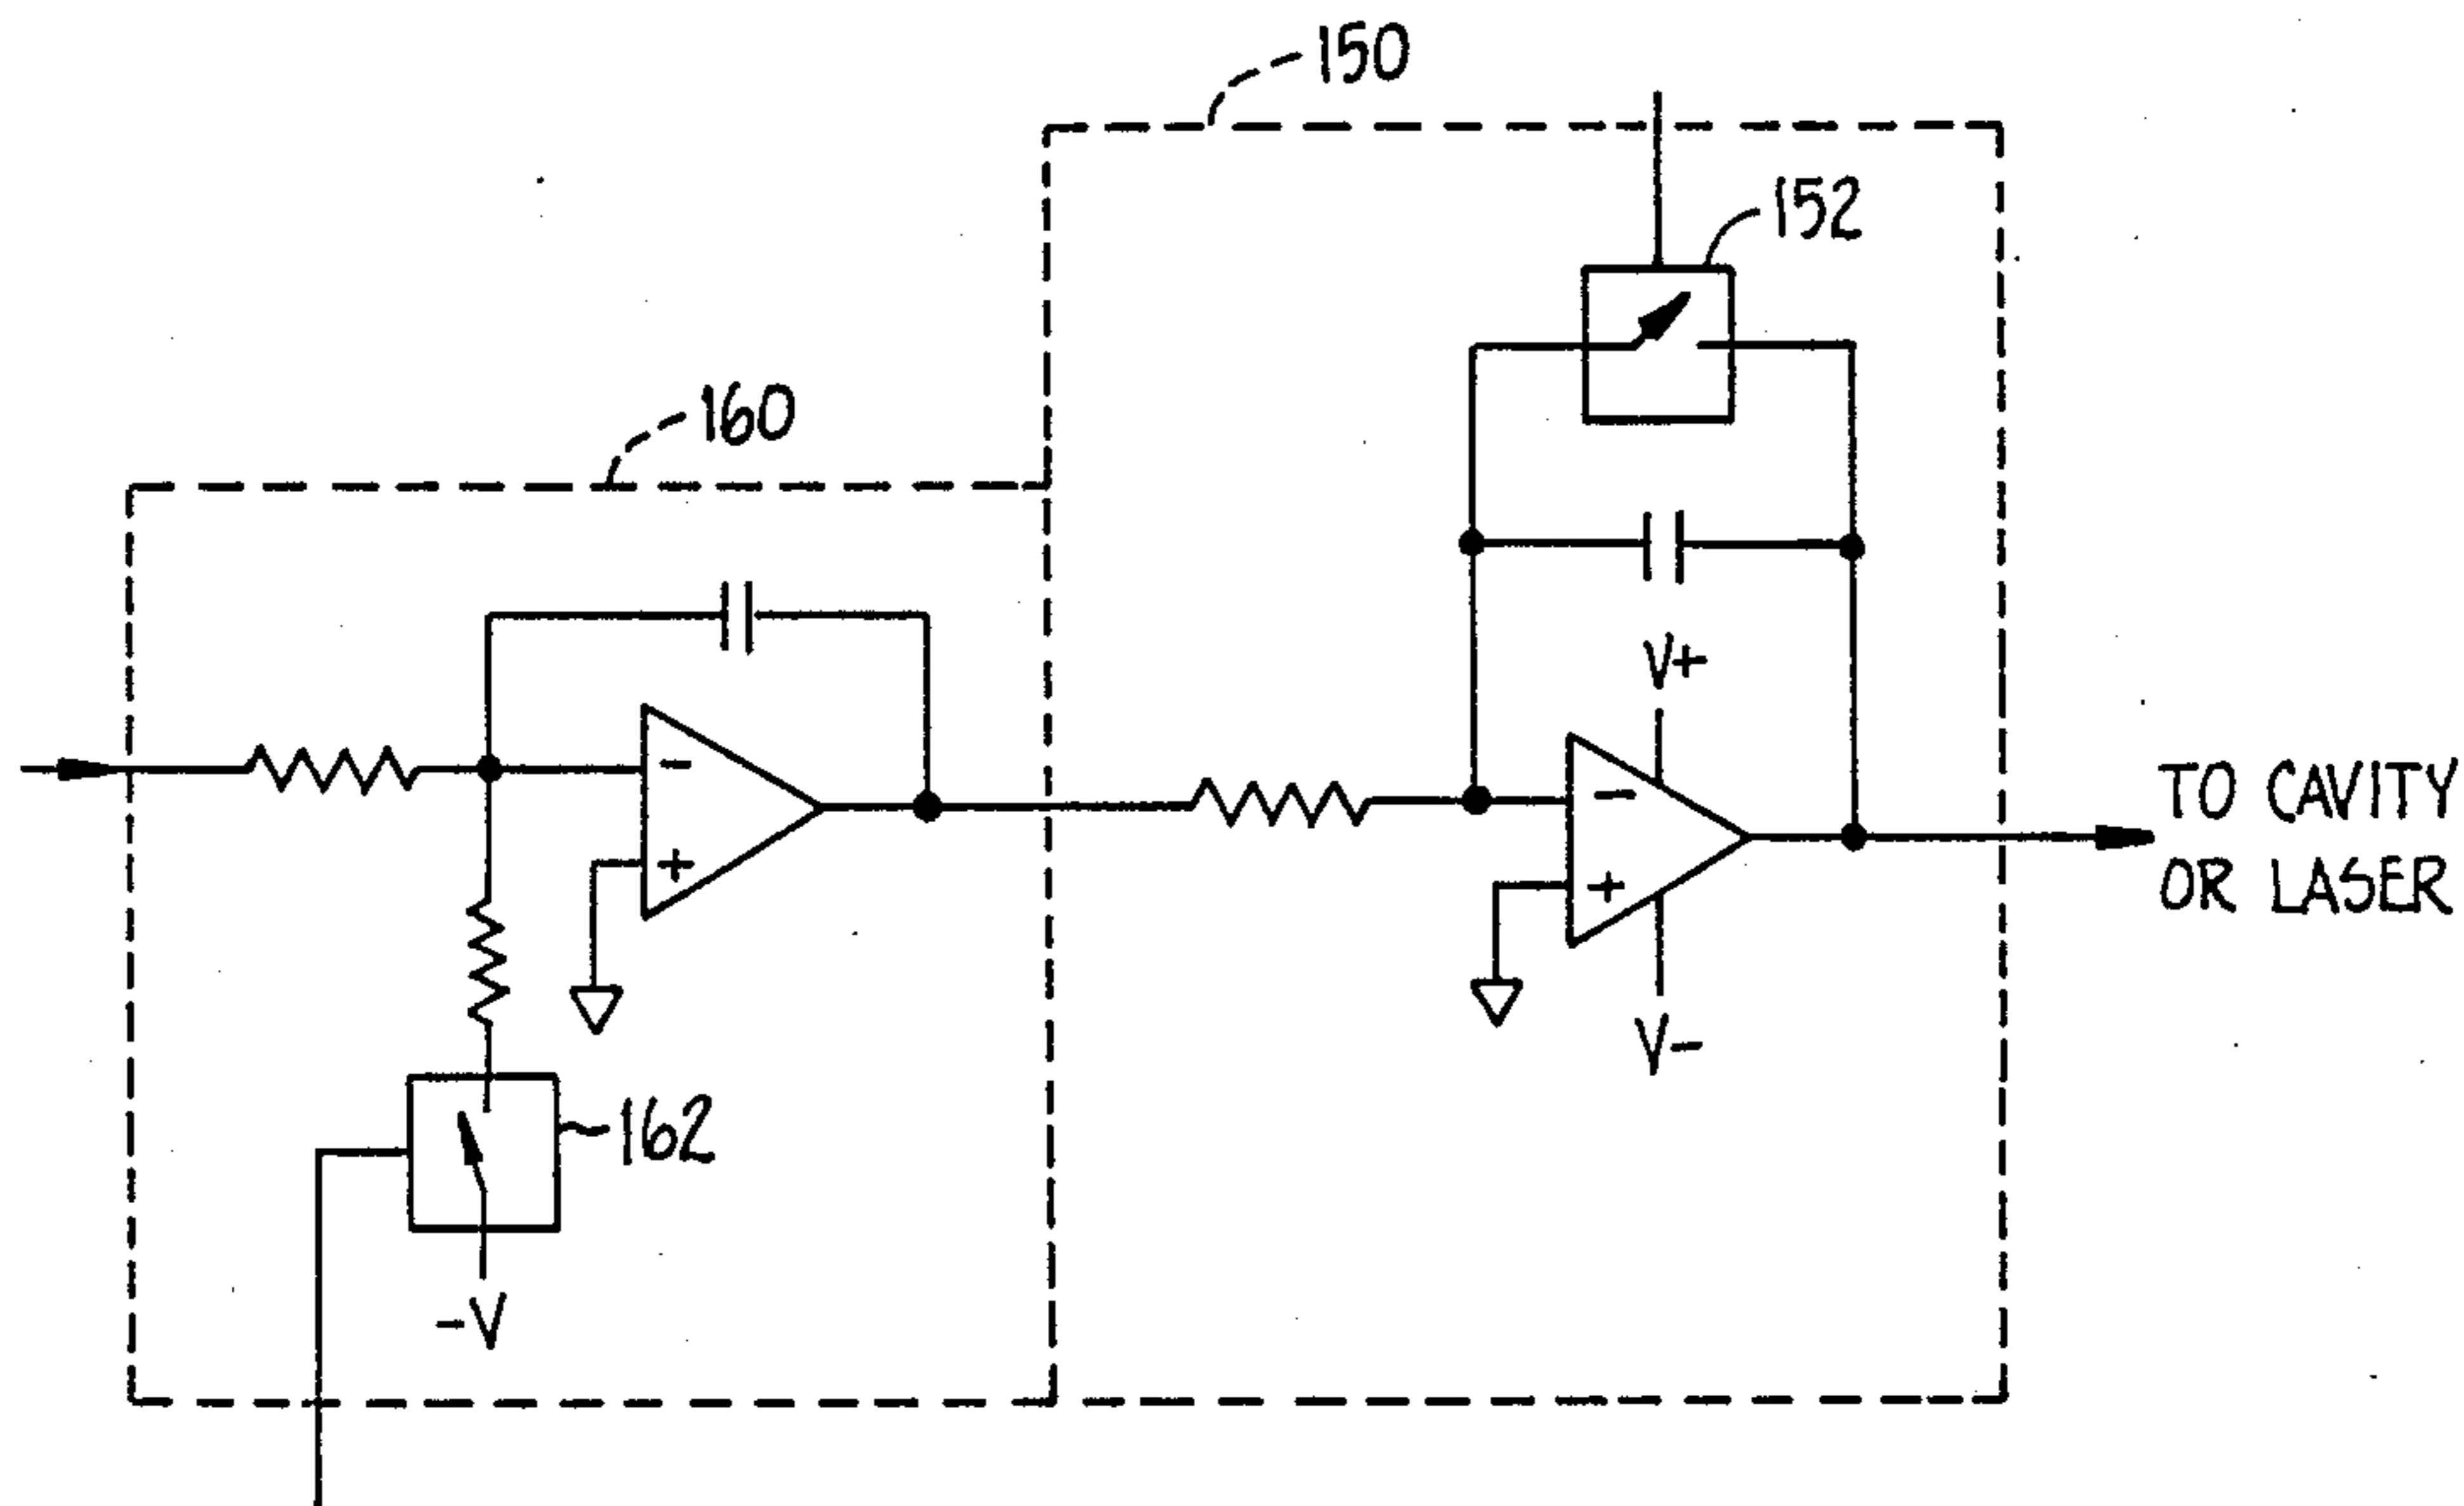 150
152
160
V+
-
+
-
+
TO CAVITY
OR LASER
V-
162
-V